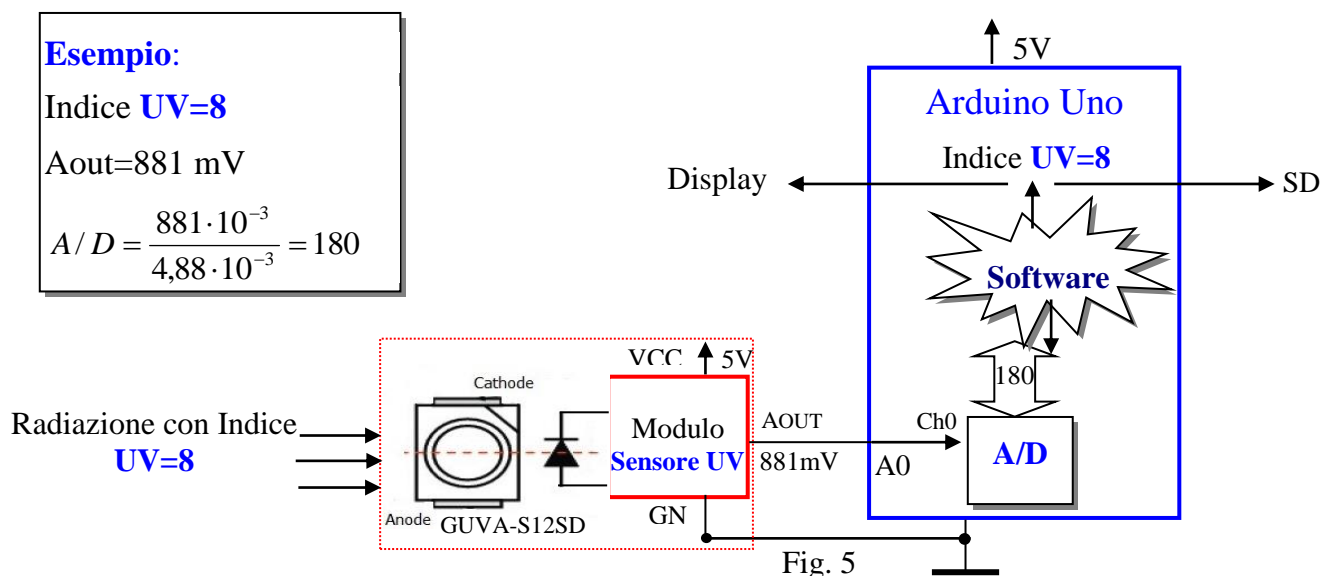 Esempio:
Indice UV=8
Aout=881 mV
A/D = 881·10⁻³ / 4,88·10⁻³ = 180
5V
Arduino Uno
Indice UV=8
Display
SD
Software
180
A/D
Ch0
A0
VCC
5V
Cathode
Radiazione con Indice
UV=8
Modulo
Sensore UV
AOUT
881mV
Anode
GUVA-S12SD
GN
Fig. 5